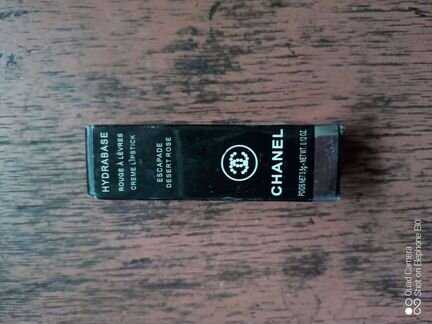 HYDRABASE
ROUGE À LÈVRES
CREME LIPSTICK
ESCAPADE
DESERT ROSE
CHANEL
POIDS NET 3.5g - NET WT. 0.12 OZ.
Quad Camera
Shot on Elephone E10